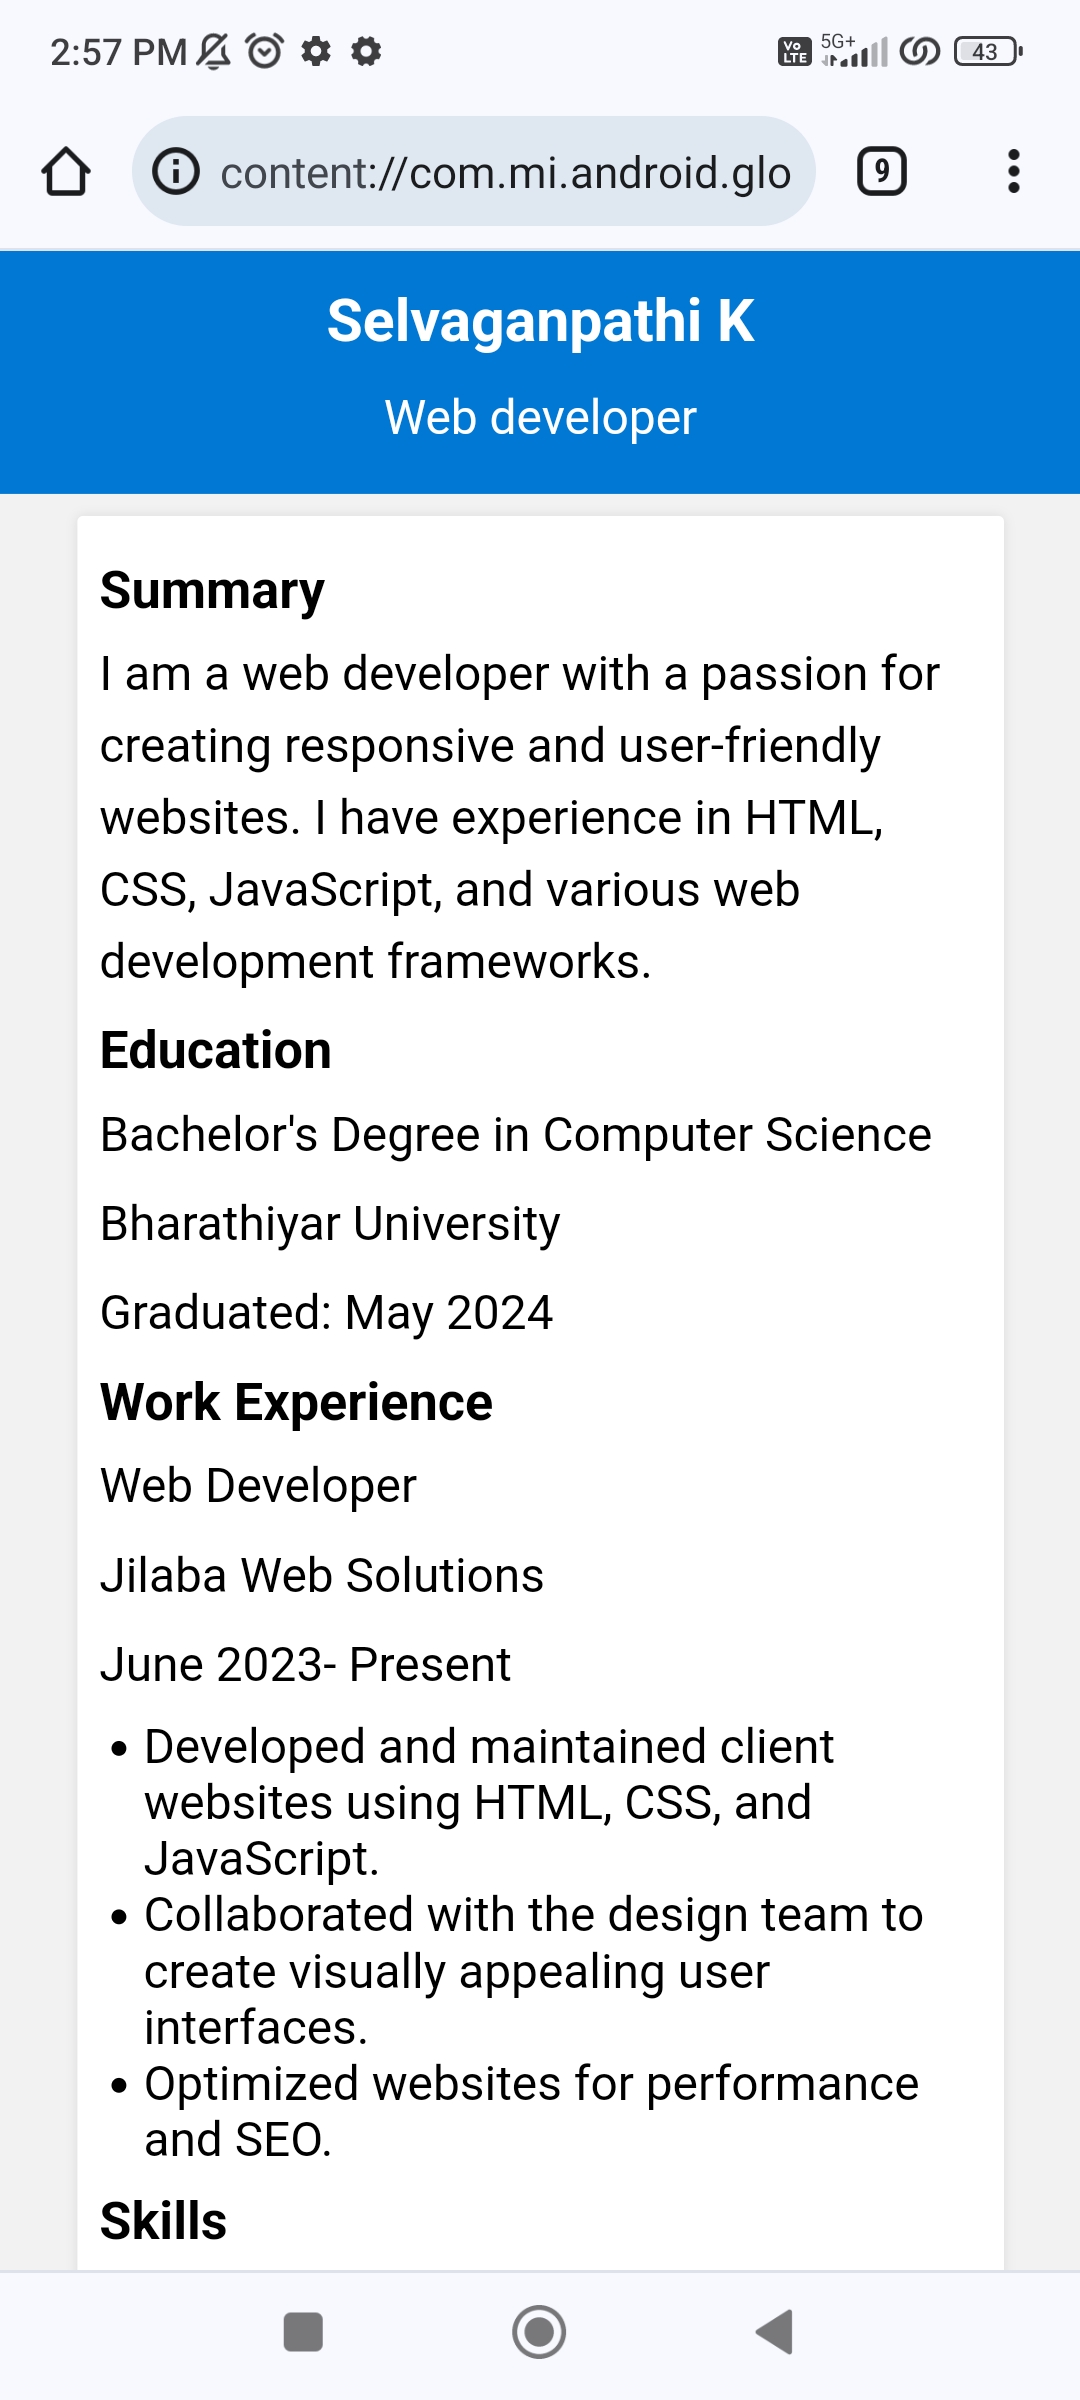 2:57 PM
Vo LTE 5G+ 43
content://com.mi.android.glo
9
Selvaganpathi K
Web developer
Summary
I am a web developer with a passion for
creating responsive and user-friendly
websites. I have experience in HTML,
CSS, JavaScript, and various web
development frameworks.
Education
Bachelor's Degree in Computer Science
Bharathiyar University
Graduated: May 2024
Work Experience
Web Developer
Jilaba Web Solutions
June 2023- Present
• Developed and maintained client
websites using HTML, CSS, and
JavaScript.
• Collaborated with the design team to
create visually appealing user
interfaces.
• Optimized websites for performance
and SEO.
Skills